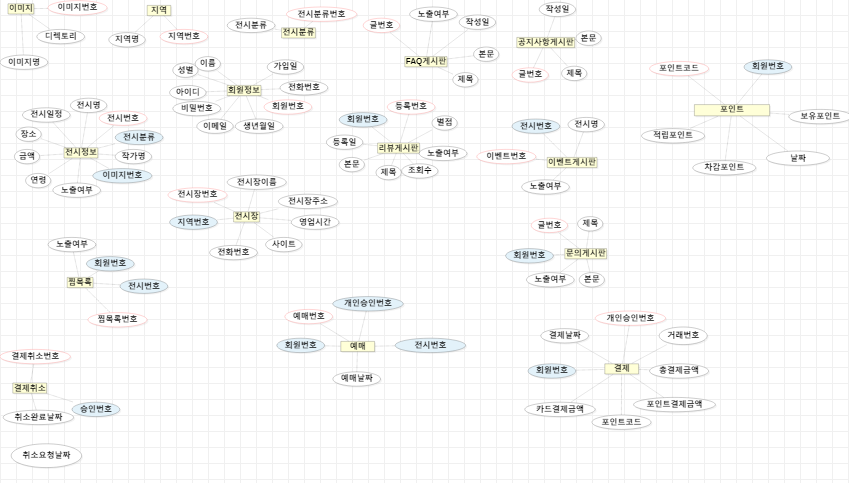 이미지
이미지번호
디렉토리
이미지명
지역
지역명
지역번호
전시분류
전시분류번호
전시분류
글번호
노출여부
작성일
FAQ게시판
본문
제목
작성일
공지사항게시판
본문
글번호
제목
성별
이름
가입일
아이디
회원정보
전화번호
비밀번호
회원번호
이메일
생년월일
포인트코드
회원번호
포인트
보유포인트
적립포인트
차감포인트
날짜
전시명
전시일정
전시번호
장소
전시분류
금액
전시정보
작가명
연령
이미지번호
노출여부
등록번호
회원번호
별점
등록일
리뷰게시판
노출여부
본문
제목
조회수
전시번호
전시명
이벤트번호
이벤트게시판
노출여부
전시장이름
전시장번호
전시장주소
지역번호
전시장
영업시간
전화번호
사이트
글번호
제목
회원번호
문의게시판
노출여부
본문
노출여부
회원번호
찜목록
전시번호
찜목록번호
개인승인번호
예매번호
회원번호
예매
전시번호
예매날짜
개인승인번호
결제날짜
거래번호
회원번호
결제
총결제금액
카드결제금액
포인트결제금액
포인트코드
결제취소번호
결제취소
취소완료날짜
승인번호
취소요청날짜